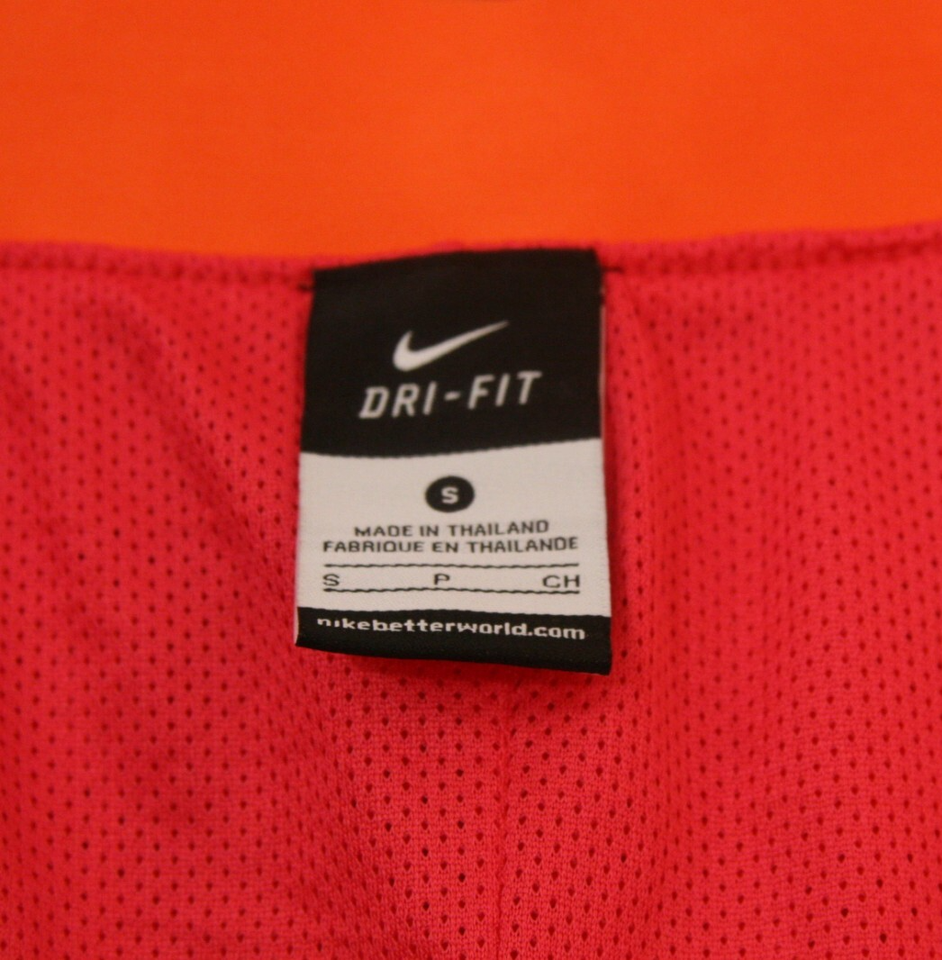 DRI-FIT
S
MADE IN THAILAND
FABRIQUE EN THAILANDE
S P CH
nikebetterworld.com